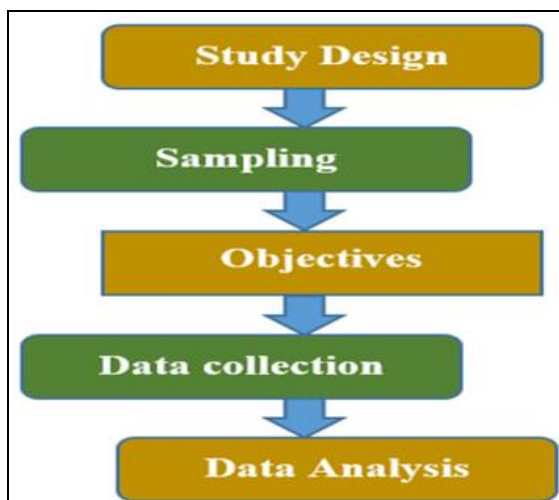 Study Design
Sampling
Objectives
Data collection
Data Analysis